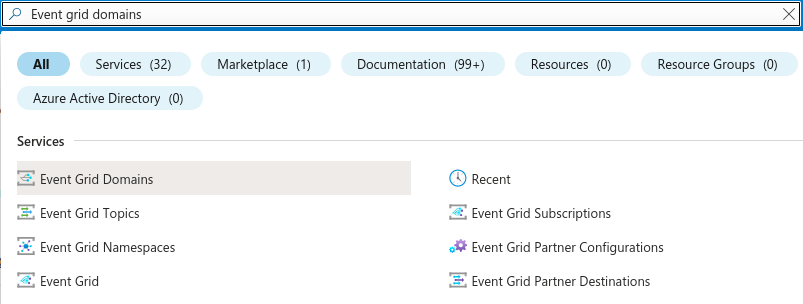 Event grid domains
All Services (32) Marketplace (1) Documentation (99+) Resources (0) Resource Groups (0)
Azure Active Directory (0)
Services
Event Grid Domains Recent
Event Grid Topics Event Grid Subscriptions
Event Grid Namespaces Event Grid Partner Configurations
Event Grid Event Grid Partner Destinations